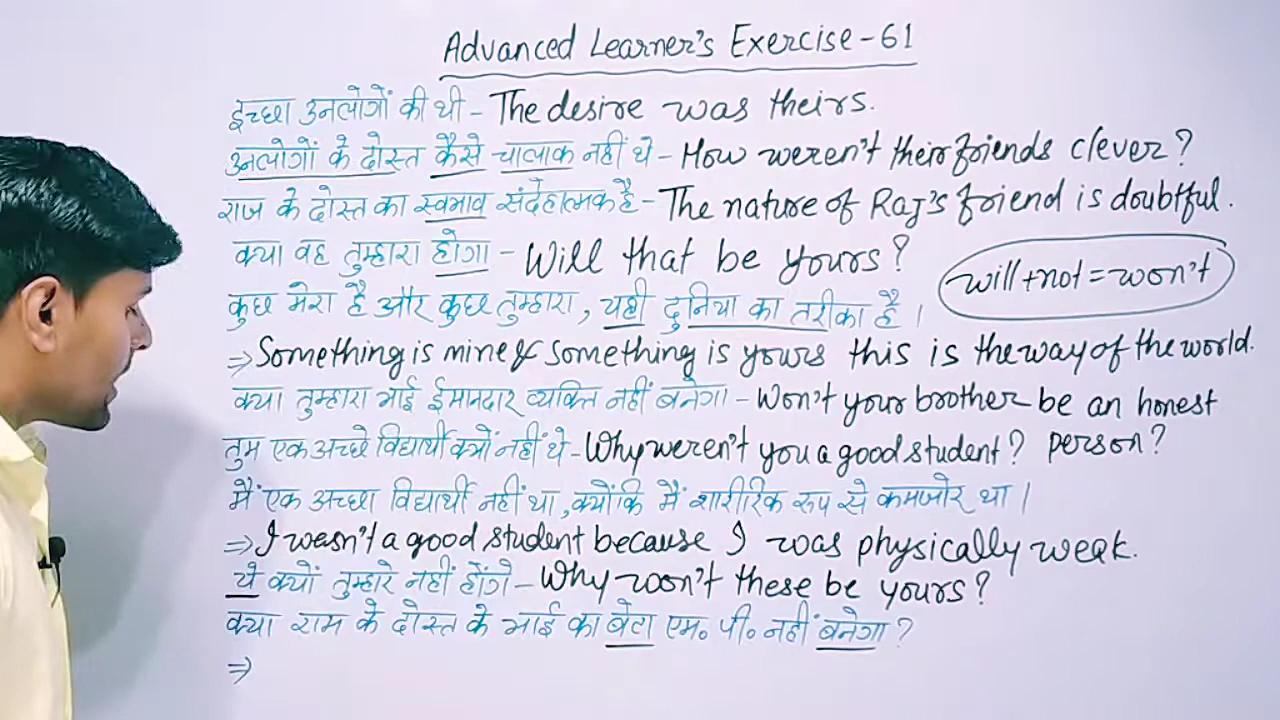 Advanced Learner's Exercise-61
इच्छा उनलोगों की थी - The desire was theirs.
उनलोगों के दोस्त कैसे चालाक नहीं थे - How weren't their friends clever?
राज के दोस्त का स्वभाव संदेहात्मक है - The nature of Raj's friend is doubtful.
क्या वह तुम्हारा होगा - Will that be yours?
will + not = won't
कुछ मेरा है और कुछ तुम्हारा, यही दुनिया का तरीका है।
⇒ Something is mine & something is yours this is the way of the world.
क्या तुम्हारा भाई ईमानदार व्यक्ति नहीं बनेगा - Won't your brother be an honest person?
तुम एक अच्छे विद्यार्थी क्यों नहीं थे - Why weren't you a good student?
मैं एक अच्छा विद्यार्थी नहीं था, क्योंकि मैं शारीरिक रूप से कमजोर था।
⇒ I wasn't a good student because I was physically weak.
ये क्यों तुम्हारे नहीं होंगे - Why won't these be yours?
क्या राम के दोस्त के भाई का बेटा एम॰ पी॰ नहीं बनेगा?
⇒